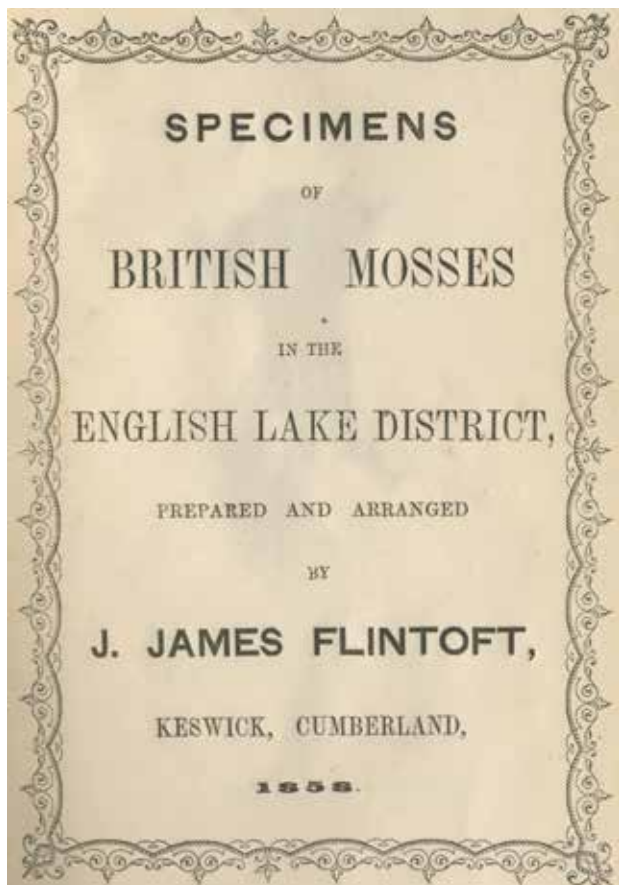 SPECIMENS
OF
BRITISH MOSSES
IN THE
ENGLISH LAKE DISTRICT,
PREPARED AND ARRANGED
BY
J. JAMES FLINTOFT,
KESWICK, CUMBERLAND,
1858.